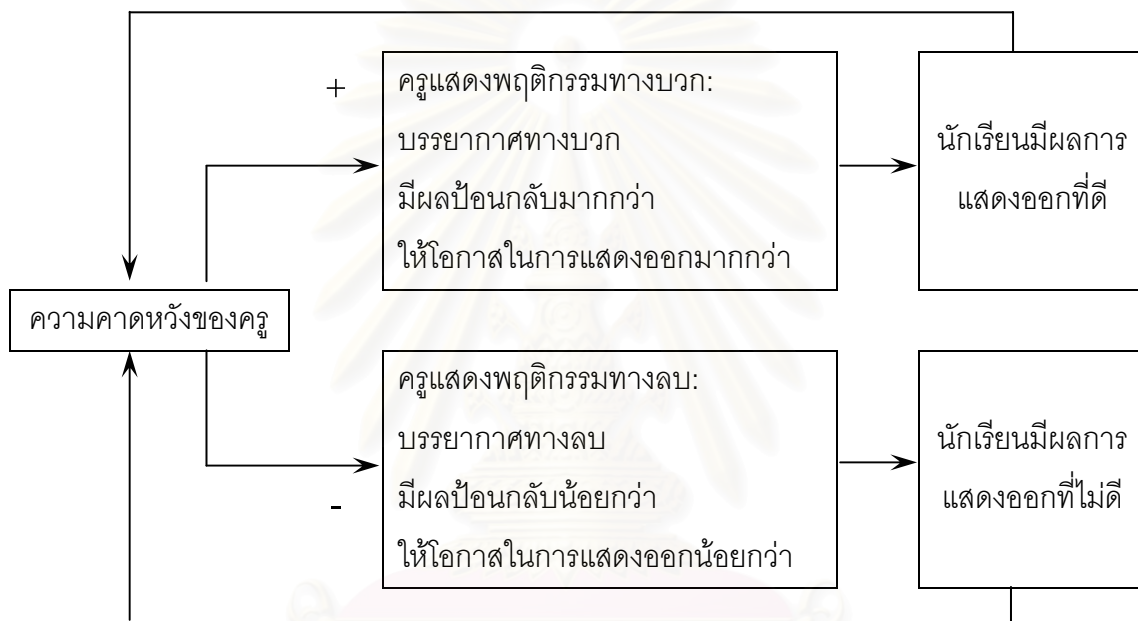 +
ครูแสดงพฤติกรรมทางบวก:
บรรยากาศทางบวก
มีผลป้อนกลับมากกว่า
ให้โอกาสในการแสดงออกมากกว่า
นักเรียนมีผลการ
แสดงออกที่ดี
ความคาดหวังของครู
-
ครูแสดงพฤติกรรมทางลบ:
บรรยากาศทางลบ
มีผลป้อนกลับน้อยกว่า
ให้โอกาสในการแสดงออกน้อยกว่า
นักเรียนมีผลการ
แสดงออกที่ไม่ดี